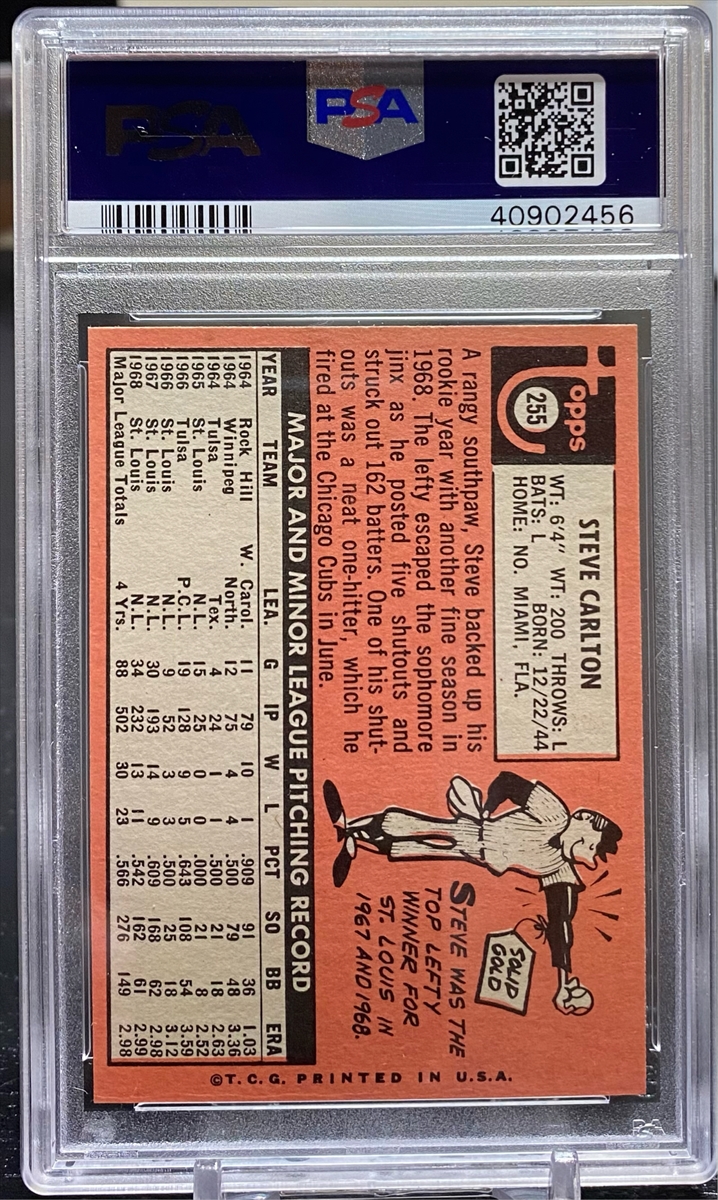 PSA
PSA
40902456
Topps
255
STEVE CARLTON
WT: 6'4" WT: 200 THROWS: L
BATS: L BORN: 12/22/44
HOME: NO. MIAMI, FLA.
A rangy southpaw, Steve backed up his
rookie year with another fine season in
1968. The lefty escaped the sophomore
jinx as he posted five shutouts and
struck out 162 batters. One of his shut-
outs was a neat one-hitter, which he
fired at the Chicago Cubs in June.
SOLID
GOLD
STEVE WAS THE
TOP LEFTY
WINNER FOR
ST. LOUIS IN
1967 AND 1968.
MAJOR AND MINOR LEAGUE PITCHING RECORD
YEAR TEAM LEA. G IP W L PCT SO BB ERA
1964 Rock Hill W. Carol. 11 79 10 1 .909 91 36 1.03
1964 Winnipeg North. 12 75 4 4 .500 79 48 3.36
1964 Tulsa Tex. 4 24 1 1 .500 21 18 2.63
1965 St. Louis N.L. 15 25 0 0 .000 21 8 2.52
1966 Tulsa P.C.L. 19 128 9 5 .643 108 54 3.59
1966 St. Louis N.L. 9 52 3 3 .500 25 18 3.12
1967 St. Louis N.L. 30 193 14 9 .609 168 62 2.98
1968 St. Louis N.L. 34 232 13 11 .542 162 61 2.99
Major League Totals 4 Yrs. 88 502 30 23 .566 276 149 2.98
©T.C.G. PRINTED IN U.S.A.
PSA